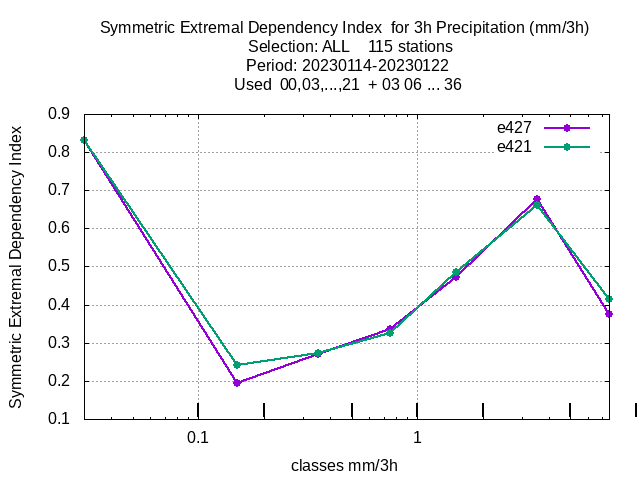 Symmetric Extremal Dependency Index  for 3h Precipitation (mm/3h)
Selection: ALL    115 stations
Period: 20230114-20230122
Used  00,03,...,21  + 03 06 ... 36
Symmetric Extremal Dependency Index
0.9
0.8
0.7
0.6
0.5
0.4
0.3
0.2
0.1
e427
e421
0.1
1
classes mm/3h